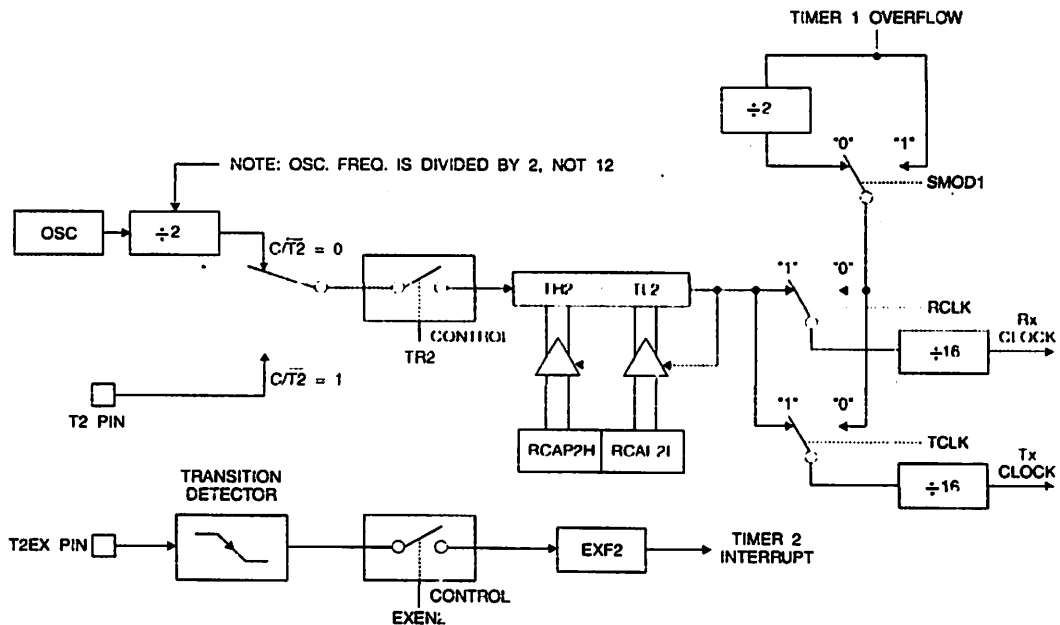 TIMER 1 OVERFLOW
÷2
"0" "1"
NOTE: OSC. FREQ. IS DIVIDED BY 2, NOT 12
SMOD1
OSC
÷2
C/T2 = 0
"1" "0"
TH2 TL2
RCLK
Rx
CLOCK
CONTROL
TR2
÷16
C/T2 = 1
T2 PIN
"1" "0"
RCAP2H
TCLK
Tx
CLOCK
TRANSITION
DETECTOR
÷16
T2EX PIN
EXF2
TIMER 2
INTERRUPT
CONTROL